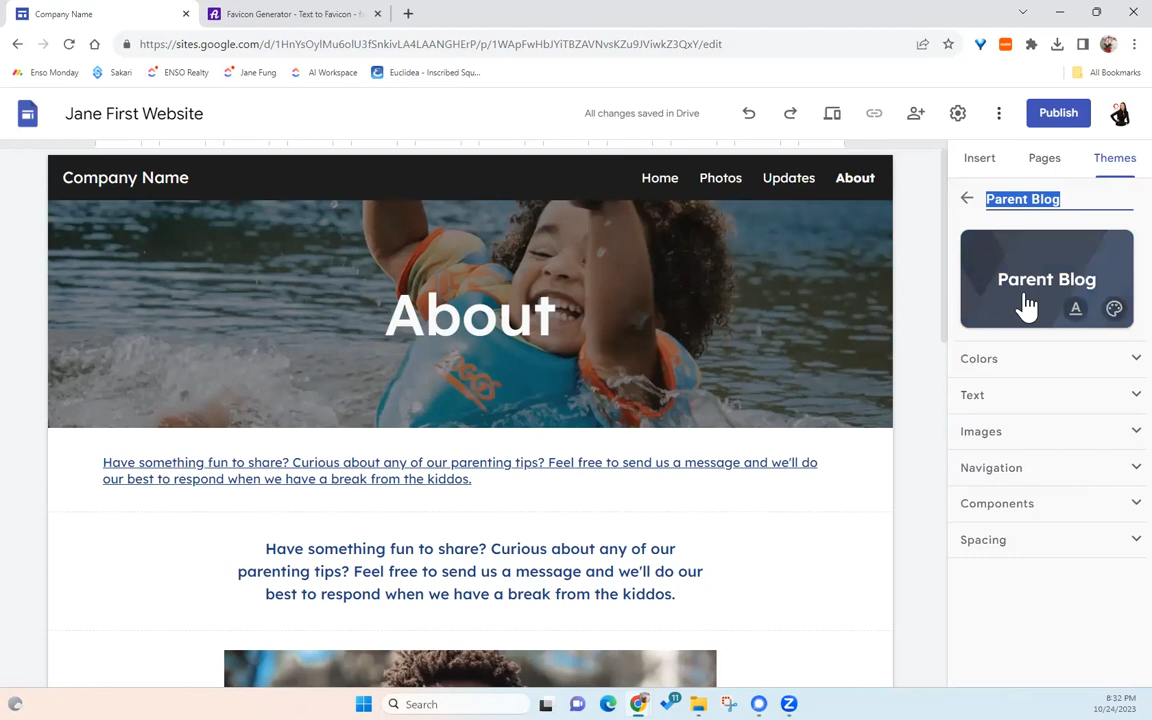 Company Name
Favicon Generator - Text to Favicon - f
https://sites.google.com/d/1HnYsOylMu6olU3fSnkivLA4LAANGHErP/p/1WApFwHbJYiTBZAVNvsKZu9JViwkZ3QxY/edit
Enso Monday
Sakari
ENSO Realty
Jane Fung
AI Workspace
Euclidea - Inscribed Squ...
All Bookmarks
Jane First Website
All changes saved in Drive
Publish
Company Name
Home
Photos
Updates
About
Insert
Pages
Themes
Parent Blog
Parent Blog
A
About
Colors
Text
Images
Navigation
Components
Spacing
Have something fun to share? Curious about any of our parenting tips? Feel free to send us a message and we'll do
our best to respond when we have a break from the kiddos.
Have something fun to share? Curious about any of our
parenting tips? Feel free to send us a message and we'll do our
best to respond when we have a break from the kiddos.
Search
11
8:32 PM
10/24/2023